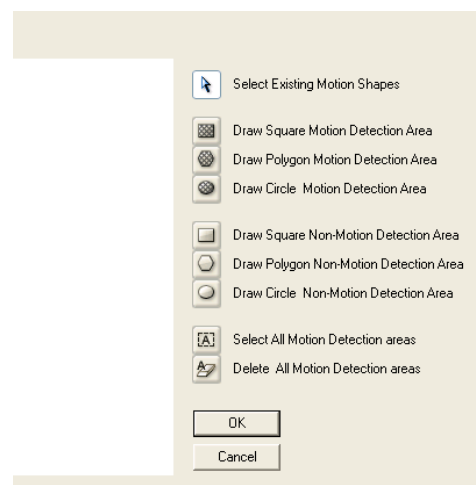 Select Existing Motion Shapes
Draw Square Motion Detection Area
Draw Polygon Motion Detection Area
Draw Circle  Motion Detection Area
Draw Square Non-Motion Detection Area
Draw Polygon Non-Motion Detection Area
Draw Circle  Non-Motion Detection Area
A
Select All Motion Detection areas
A
Delete  All Motion Detection areas
OK
Cancel